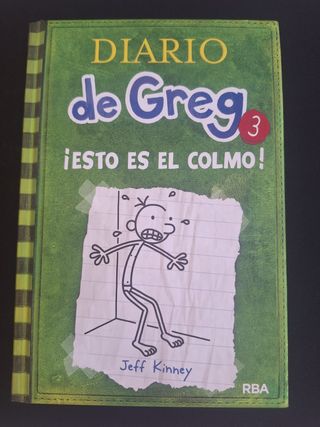 DIARIO
de Greg 3
¡ESTO ES EL COLMO!
Jeff Kinney
RBA